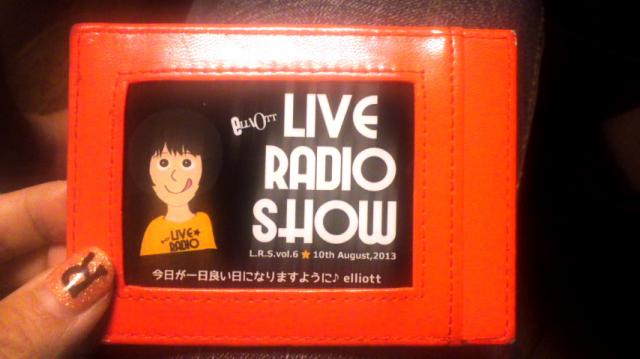 ellIOTT
LIVE
RADIO
SHOW
L.R.S.vol.6 ★ 10th August,2013
今日が一日良い日になりますように♪ elliott
LIVE★
RADIO